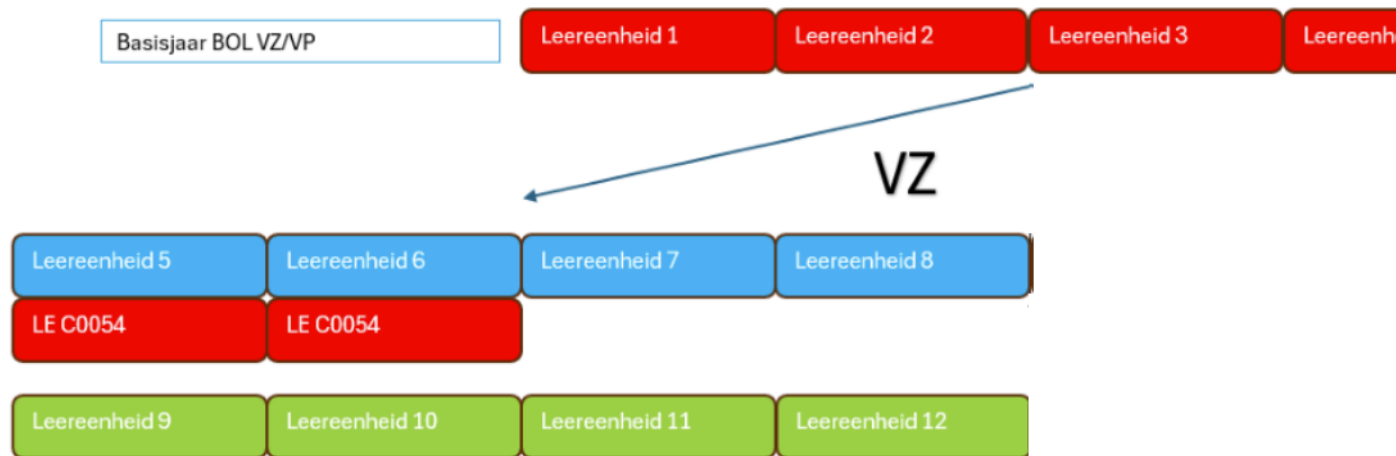 Basisjaar BOL VZ/VP
Leereenheid 1 Leereenheid 2 Leereenheid 3
VZ
Leereenheid 5 Leereenheid 6 Leereenheid 7 Leereenheid 8
LE C0054 LE C0054
Leereenheid 9 Leereenheid 10 Leereenheid 11 Leereenheid 12